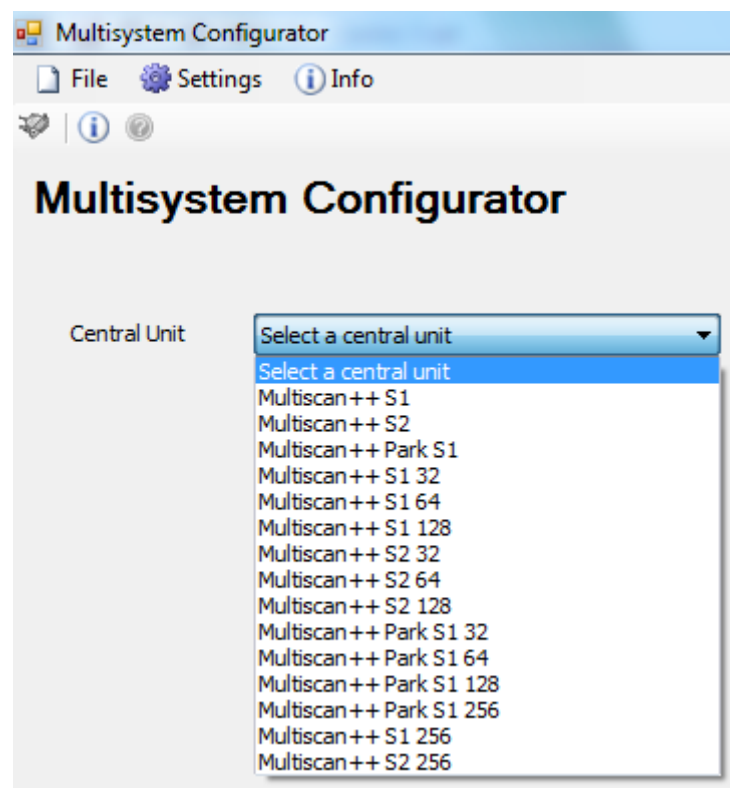 Multisystem Configurator
File Settings Info
Multisystem Configurator
Central Unit Select a central unit
Select a central unit
Multiscan++ S1
Multiscan++ S2
Multiscan++ Park S1
Multiscan++ S1 32
Multiscan++ S1 64
Multiscan++ S1 128
Multiscan++ S2 32
Multiscan++ S2 64
Multiscan++ S2 128
Multiscan++ Park S1 32
Multiscan++ Park S1 64
Multiscan++ Park S1 128
Multiscan++ Park S1 256
Multiscan++ S1 256
Multiscan++ S2 256